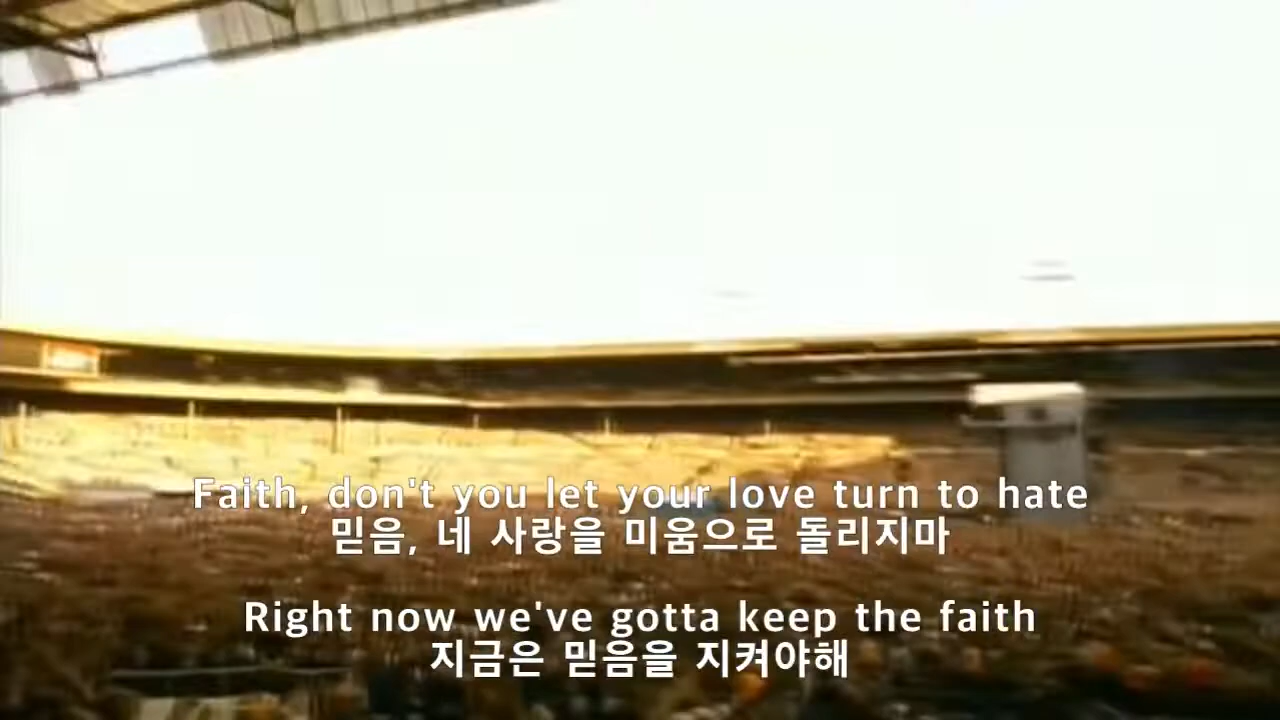 Faith, don't you let your love turn to hate
믿음, 네 사랑을 미움으로 돌리지마
Right now we've gotta keep the faith
지금은 믿음을 지켜야해